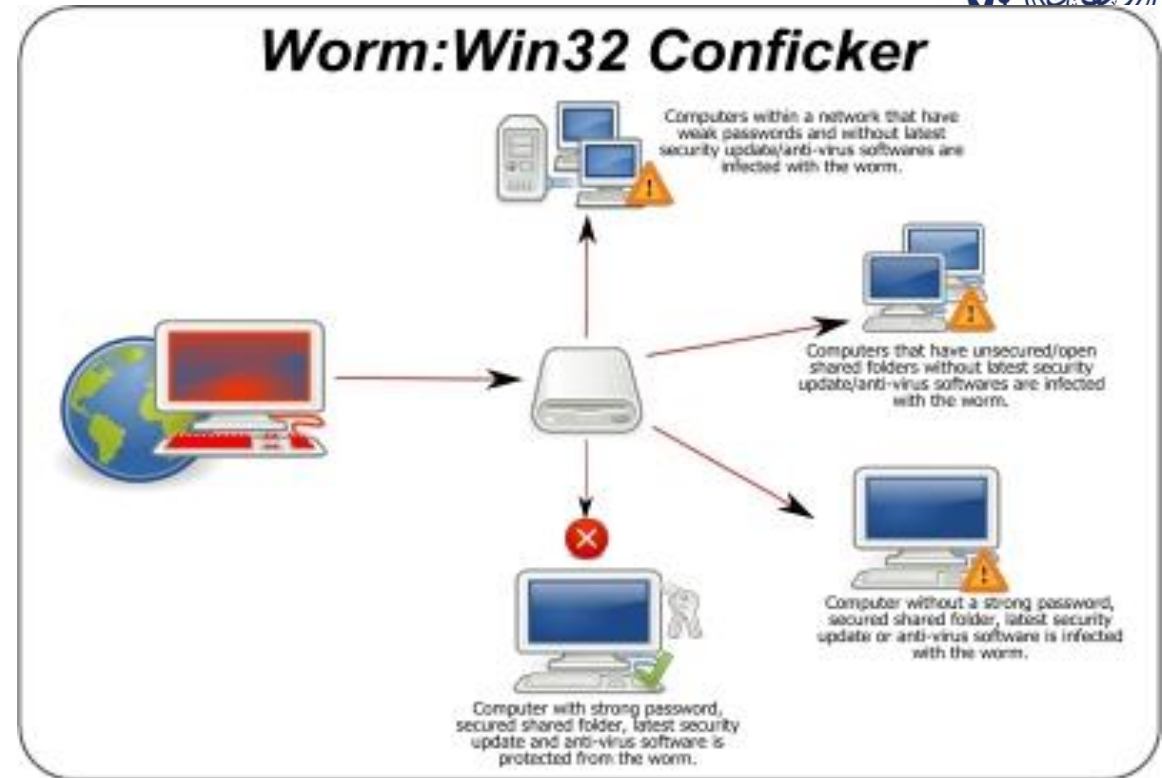 Worm:Win32 Conficker
Computers within a network that have
weak passwords and without latest
security update/anti-virus softwares are
infected with the worm.
Computers that have unsecured/open
shared folders without latest security
update/anti-virus softwares are infected
with the worm.
Computer without a strong password,
secured shared folder, latest security
update or anti-virus software is infected
with the worm.
Computer with strong password,
secured shared folder, latest security
update and anti-virus software is
protected from the worm.